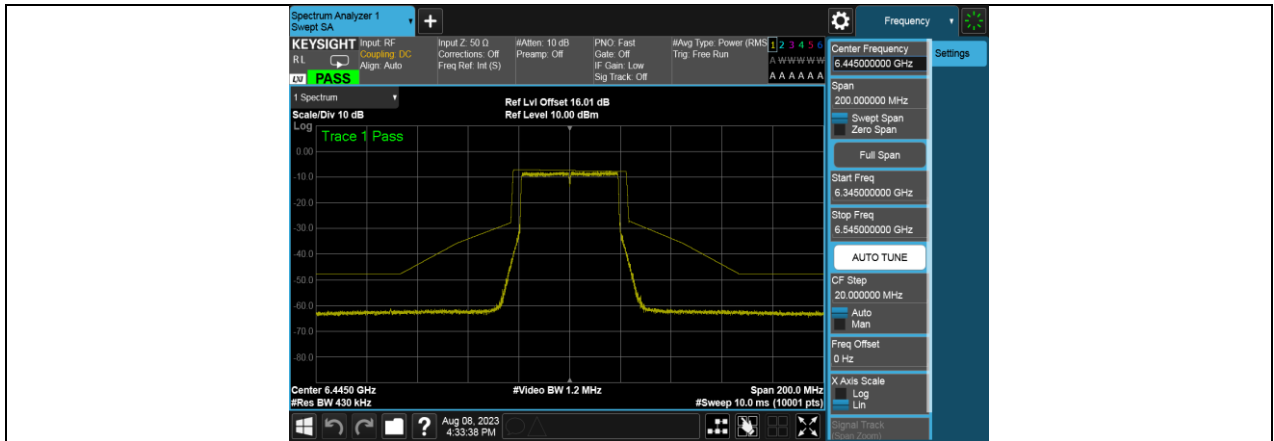 Spectrum Analyzer 1
Swept SA
Frequency
KEYSIGHT
R L
LXI
PASS
Input: RF
Coupling: DC
Align: Auto
Input Z: 50 Ω
Corrections: Off
Freq Ref: Int (S)
#Atten: 10 dB
Preamp: Off
PNO: Fast
Gate: Off
IF Gain: Low
Sig Track: Off
#Avg Type: Power (RMS
Trig: Free Run
1 2 3 4 5 6
A W W W W W
A A A A A A
1 Spectrum
Scale/Div 10 dB
Ref Lvl Offset 16.01 dB
Ref Level 10.00 dBm
Log
Trace 1 Pass
0.00
-10.0
-20.0
-30.0
-40.0
-50.0
-60.0
-70.0
-80.0
Center 6.4450 GHz
#Res BW 430 kHz
#Video BW 1.2 MHz
Span 200.0 MHz
#Sweep 10.0 ms (10001 pts)
Center Frequency
6.445000000 GHz
Settings
Span
200.000000 MHz
Swept Span
Zero Span
Full Span
Start Freq
6.345000000 GHz
Stop Freq
6.545000000 GHz
AUTO TUNE
CF Step
20.000000 MHz
Auto
Man
Freq Offset
0 Hz
X Axis Scale
Log
Lin
Signal Track
(Span Zoom)
?
Aug 08, 2023
4:33:38 PM